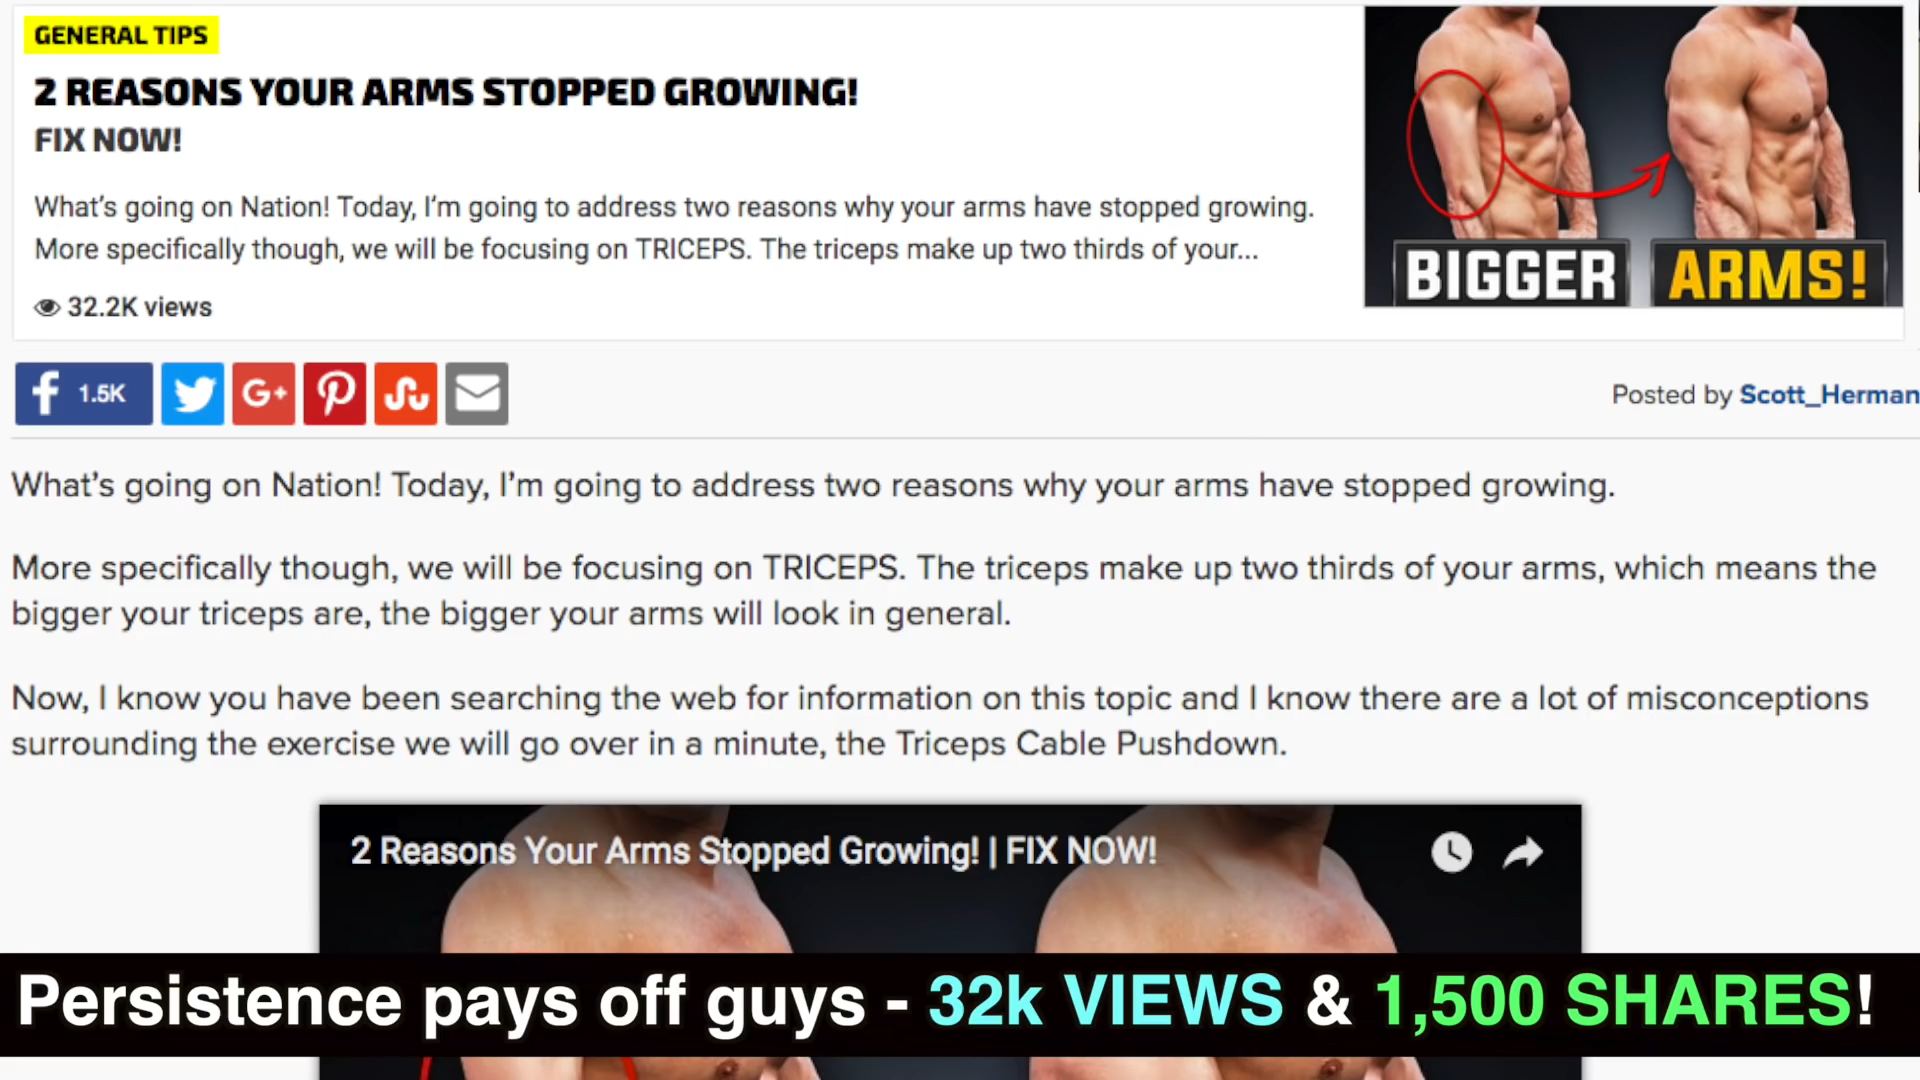 GENERAL TIPS
2 REASONS YOUR ARMS STOPPED GROWING!
FIX NOW!
What's going on Nation! Today, I'm going to address two reasons why your arms have stopped growing.
More specifically though, we will be focusing on TRICEPS. The triceps make up two thirds of your...
32.2K views
BIGGER ARMS!
f 1.5K G+
Posted by Scott_Herman
What's going on Nation! Today, I'm going to address two reasons why your arms have stopped growing.
More specifically though, we will be focusing on TRICEPS. The triceps make up two thirds of your arms, which means the
bigger your triceps are, the bigger your arms will look in general.
Now, I know you have been searching the web for information on this topic and I know there are a lot of misconceptions
surrounding the exercise we will go over in a minute, the Triceps Cable Pushdown.
2 Reasons Your Arms Stopped Growing! | FIX NOW!
Persistence pays off guys - 32k VIEWS & 1,500 SHARES!